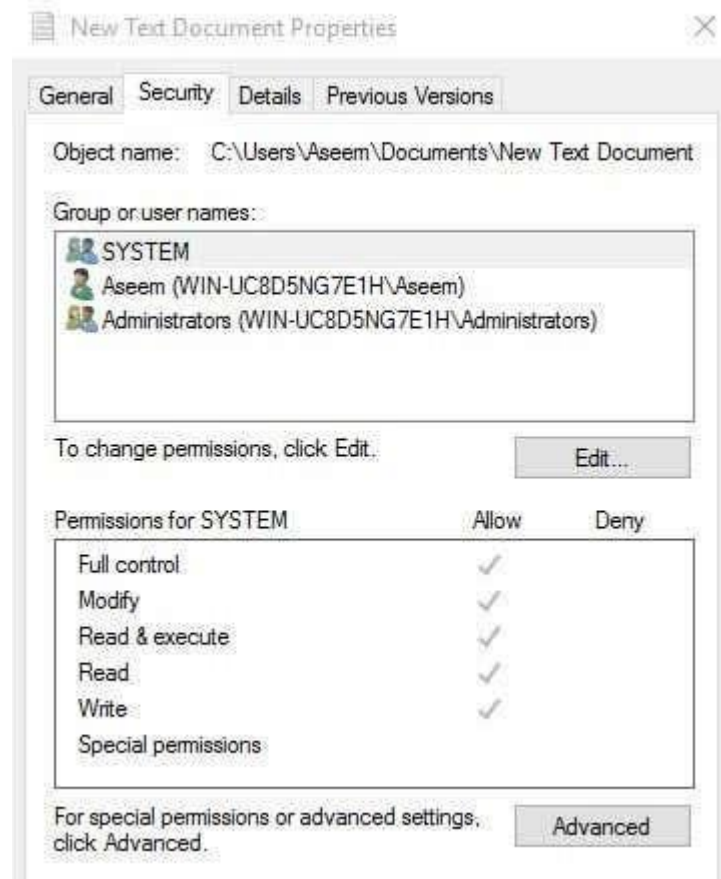 New Text Document Properties
General Security Details Previous Versions
Object name: C:\Users\Aseem\Documents\New Text Document
Group or user names:
SYSTEM
Aseem (WIN-UC8D5NG7E1H\Aseem)
Administrators (WIN-UC8D5NG7E1H\Administrators)
To change permissions, click Edit.
Edit...
Permissions for SYSTEM Allow Deny
Full control
Modify
Read & execute
Read
Write
Special permissions
For special permissions or advanced settings,
click Advanced.
Advanced